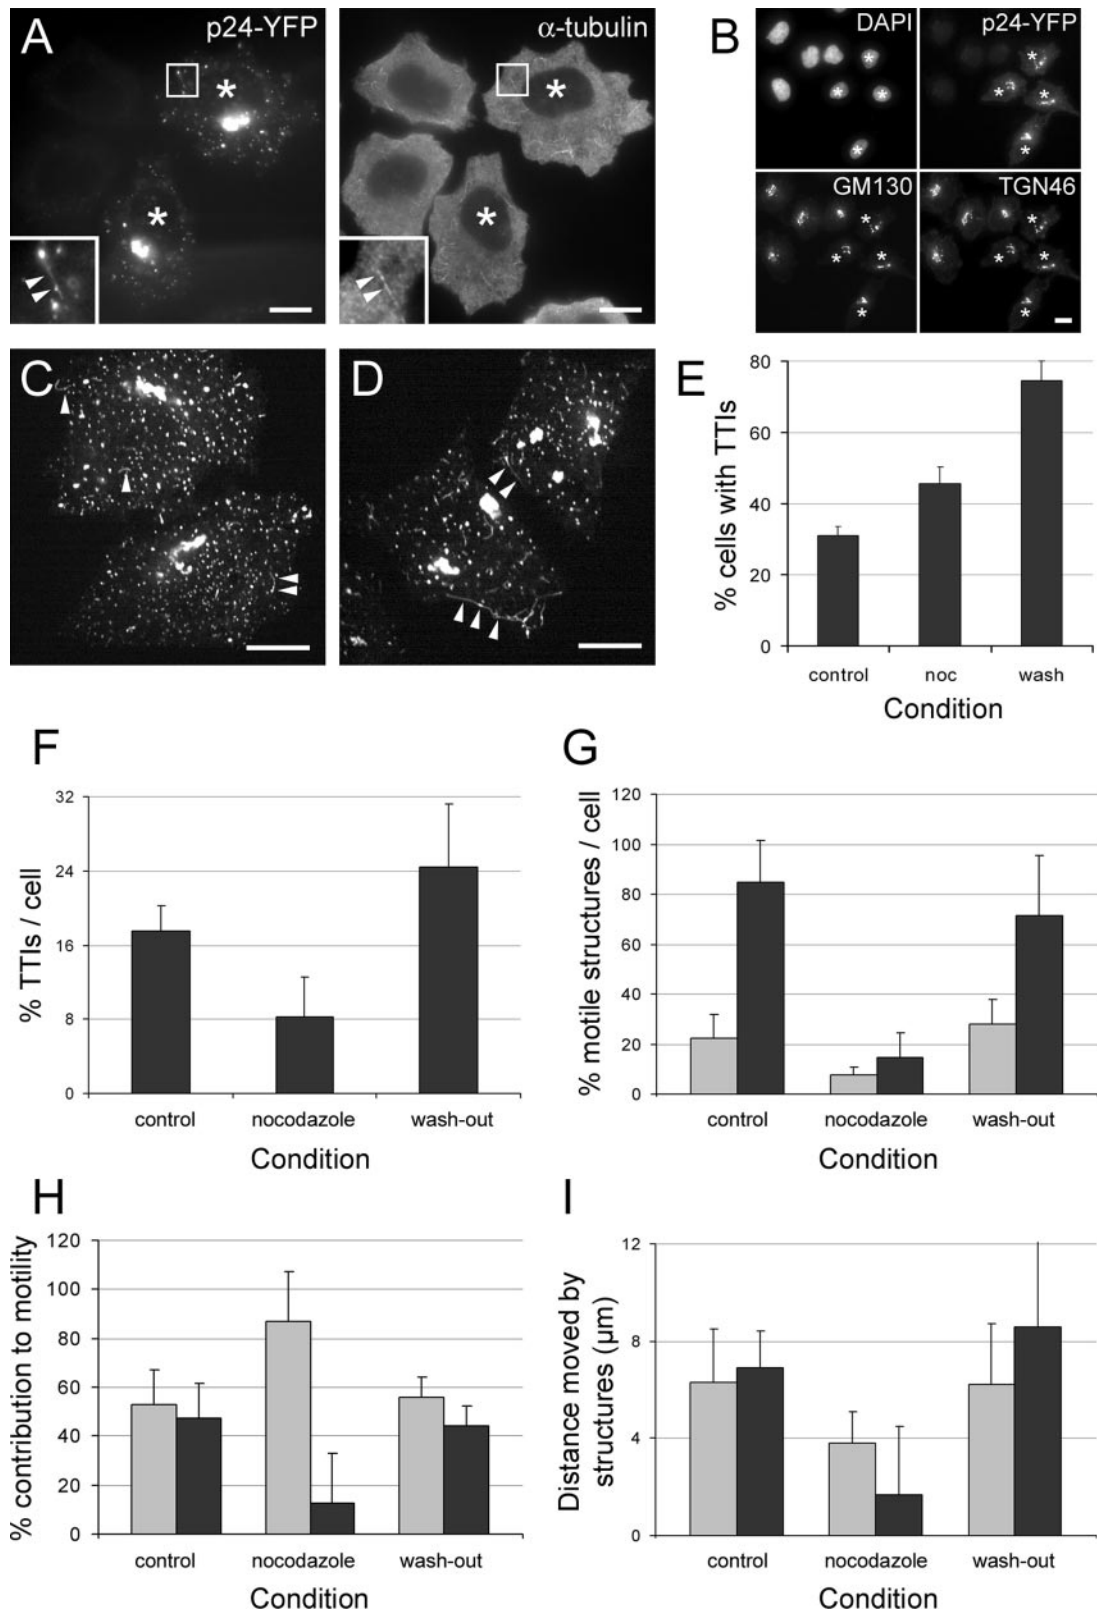 A
p24-YFP
α-tubulin
*
*
*
*
B
DAPI
p24-YFP
*
*
*
*
*
*
*
*
GM130
TGN46
*
*
*
*
*
*
*
*
C
D
E
80
60
40
20
0
% cells with TTIs
control
noc
wash
Condition
F
32
24
16
8
0
% TTIs / cell
control
nocodazole
wash-out
Condition
G
120
100
80
60
40
20
0
% motile structures / cell
control
nocodazole
wash-out
Condition
H
120
100
80
60
40
20
0
% contribution to motility
control
nocodazole
wash-out
Condition
I
12
8
4
0
Distance moved by
structures (μm)
control
nocodazole
wash-out
Condition